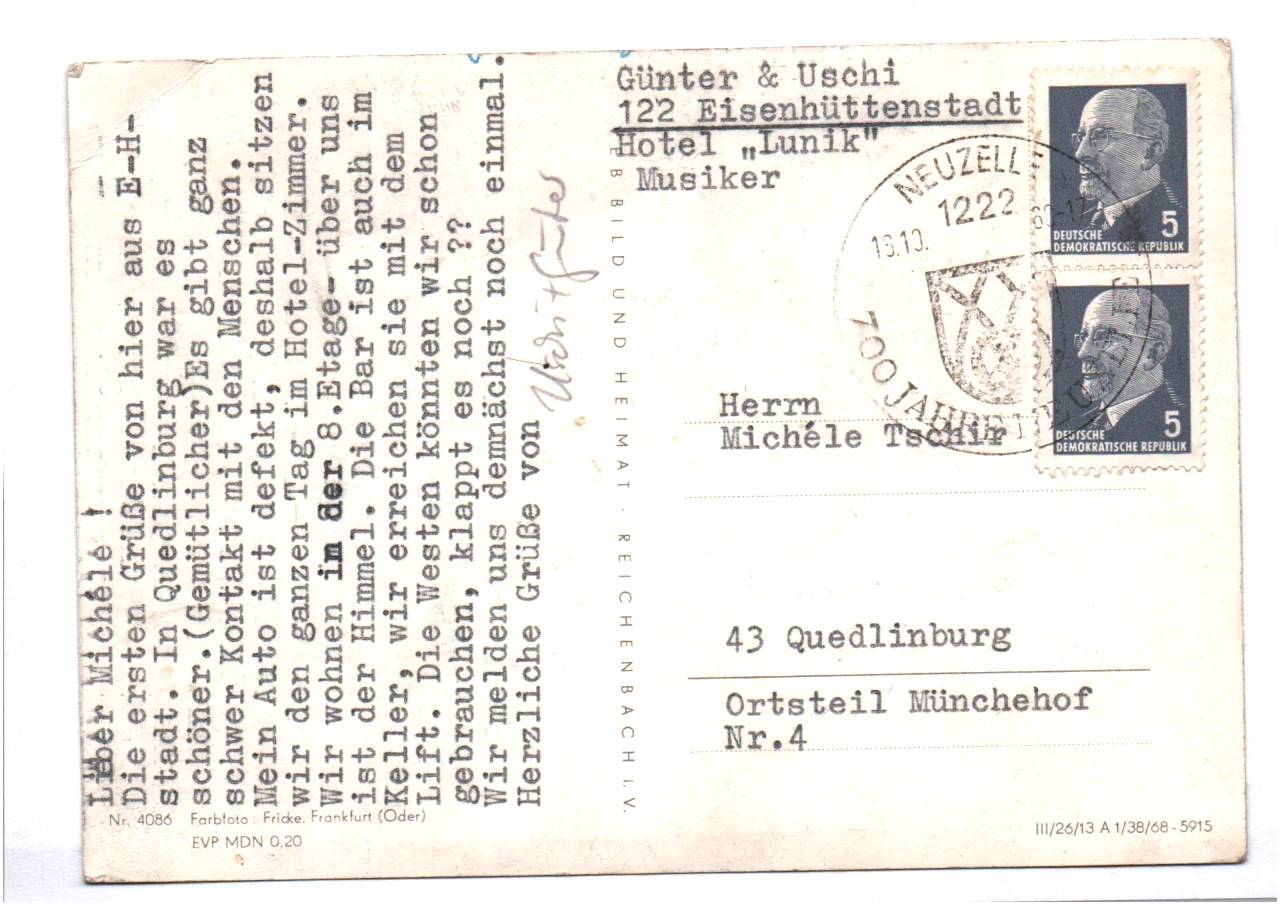 Lieber Michéle !
Die ersten Grüße von hier aus E-H-
stadt. In Quedlinburg war es
schöner.(Gemütlicher)Es gibt ganz
schwer Kontakt mit den Menschen.
Mein Auto ist defekt, deshalb sitzen
wir den ganzen Tag im Hotel-Zimmer.
Wir wohnen in der 8.Etage- über uns
ist der Himmel. Die Bar ist auch im
Keller, wir erreichen sie mit dem
Lift. Die Westen könnten wir schon
gebrauchen, klappt es noch ??
Wir melden uns demnächst noch einmal.
Herzliche Grüße von
Uschi + Günter
Nr. 4086 Farbfoto : Fricke, Frankfurt (Oder)
EVP MDN 0,20
BILD UND HEIMAT · REICHENBACH i. V.
Günter & Uschi
122 Eisenhüttenstadt
Hotel „Lunik"
Musiker
NEUZELLE
1222
16.10.
700 JAHRE NEUZELLE
5
DEUTSCHE
DEMOKRATISCHE REPUBLIK
5
DEUTSCHE
DEMOKRATISCHE REPUBLIK
Herrn
Michéle Tschir
43 Quedlinburg
Ortsteil Münchehof
Nr.4
III/26/13 A 1/38/68 - 5915